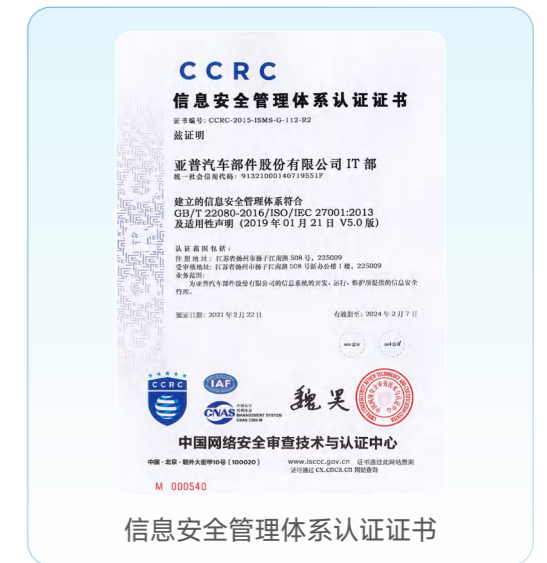 CCRC
信息安全管理体系认证证书
证书编号: CCRC-2015-ISMS-G-112-R2
兹证明
亚普汽车部件股份有限公司 IT 部
统一社会信用代码: 91321000140719551F
建立的信息安全管理体系符合
GB/T 22080-2016/ISO/IEC 27001:2013
及适用性声明 (2019 年 01 月 21 日 V5.0 版)
认证范围包括:
注册地址: 江苏省扬州市扬子江南路 508 号, 225009
受审核地址: 江苏省扬州市扬子江南路 508 号新办公楼 1 楼, 225009
业务范围:
为亚普汽车部件股份有限公司的信息系统的开发、运行、维护所提供的信息安全
管理。
颁证日期: 2021 年 2 月 22 日 有效期至: 2024 年 2 月 7 日
CCRC
IAF
CNAS
MANAGEMENT SYSTEM
中国网络安全审查技术与认证中心
中国·北京·朝外大街甲10号 (100020) www.isccc.gov.cn 证书通过此网站查询
还可通过 cx.cnca.cn 网站查询
M 000540
信息安全管理体系认证证书